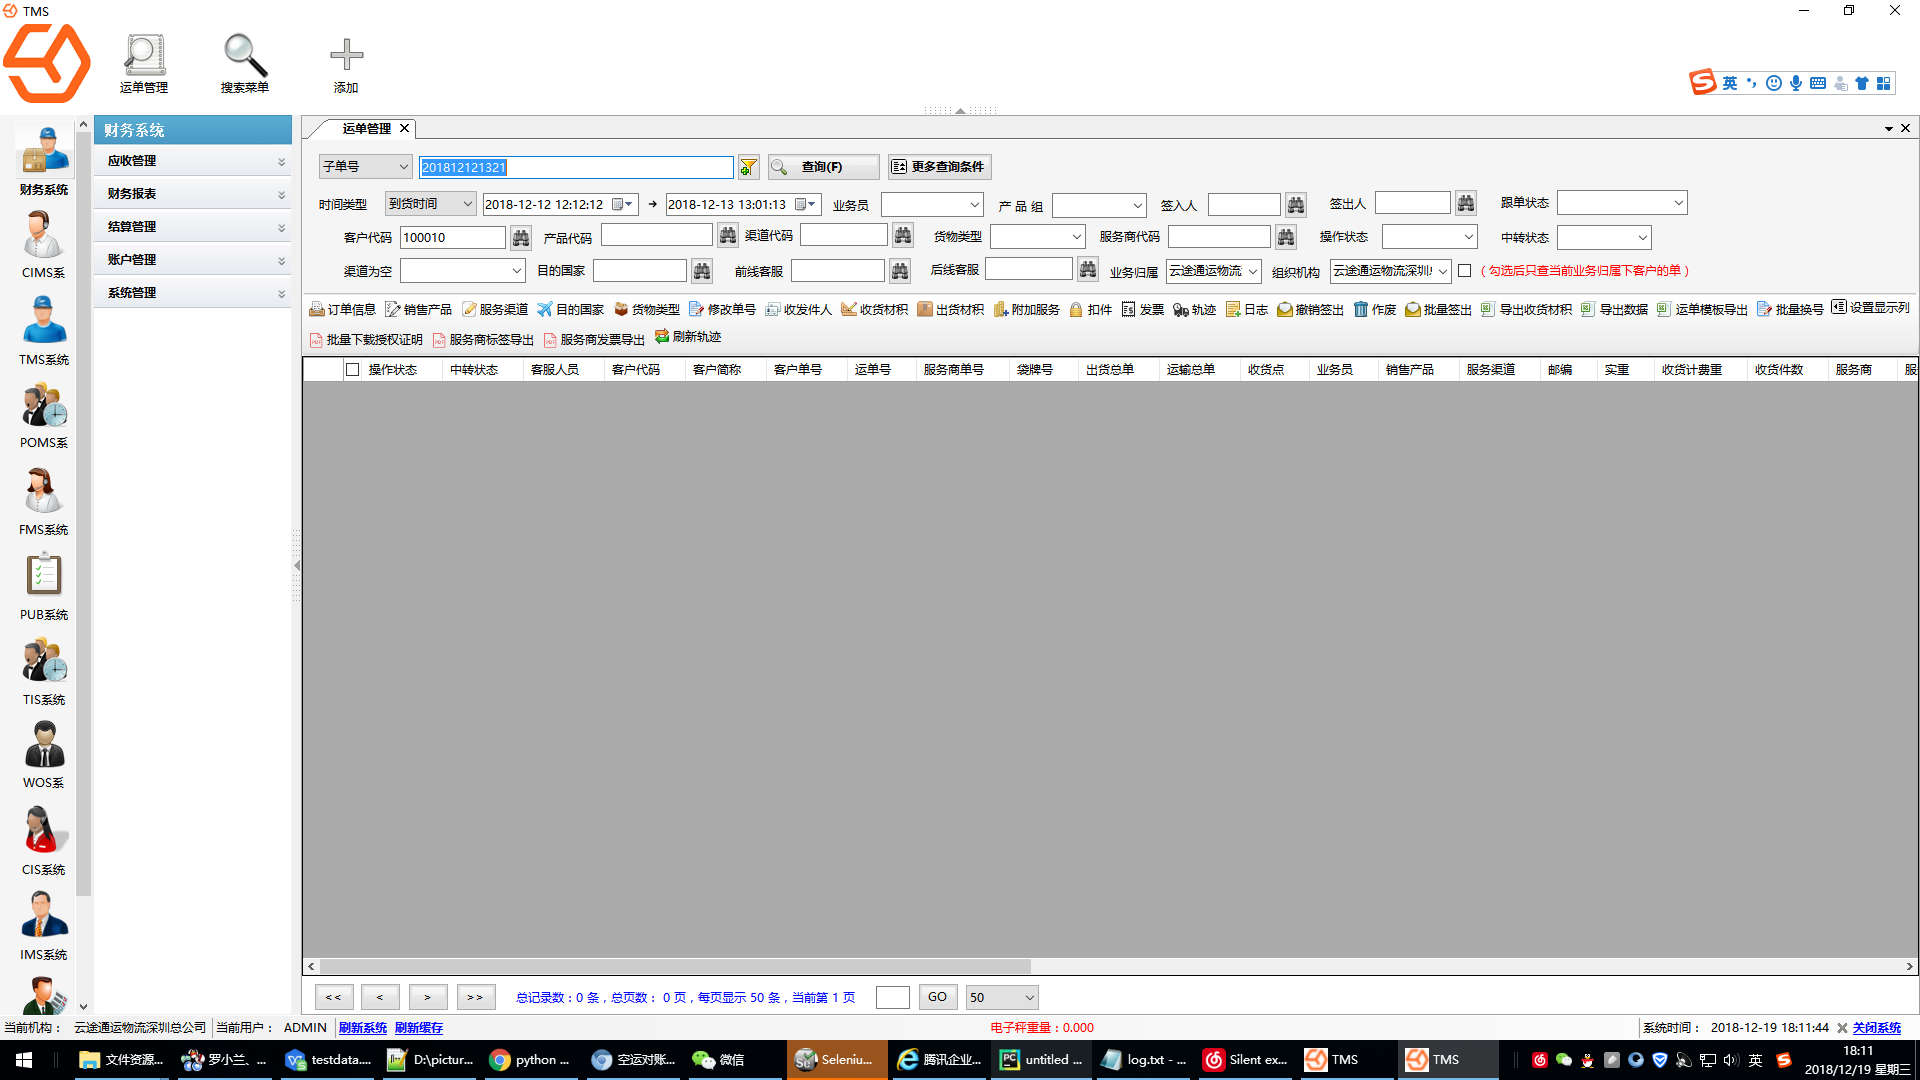 TMS
运单管理
搜索菜单
添加
英
财务系统
CIMS系
TMS系统
POMS系
FMS系统
PUB系统
TIS系统
WOS系
CIS系统
IMS系统
财务系统
应收管理
财务报表
结算管理
账户管理
系统管理
运单管理
子单号 201812121321 查询(F) 更多查询条件
时间类型 到货时间 2018-12-12 12:12:12 → 2018-12-13 13:01:13 业务员 产 品 组 签入人 签出人 跟单状态
客户代码 100010 产品代码 渠道代码 货物类型 服务商代码 操作状态 中转状态
渠道为空 目的国家 前线客服 后线客服 业务归属 云途通运物流 组织机构 云途通运物流深圳 ( 勾选后只查当前业务归属下客户的单 )
订单信息 销售产品 服务渠道 目的国家 货物类型 修改单号 收发件人 收货材积 出货材积 附加服务 扣件 发票 轨迹 日志 撤销签出 作废 批量签出 导出收货材积 导出数据 运单模板导出 批量换号 设置显示列
批量下载授权证明 服务商标签导出 服务商发票导出 刷新轨迹
操作状态 中转状态 客服人员 客户代码 客户简称 客户单号 运单号 服务商单号 袋牌号 出货总单 运输总单 收货点 业务员 销售产品 服务渠道 邮编 实重 收货计费重 收货件数 服务商 服
<< < > >> 总记录数：0 条，总页数： 0 页，每页显示 50 条，当前第 1 页 GO 50
当前机构： 云途通运物流深圳总公司 当前用户： ADMIN 刷新系统 刷新缓存 电子秤重量：0.000 系统时间： 2018-12-19 18:11:44 关闭系统
文件资源... 罗小兰、... testdata.... D:\pictur... python ... 空运对账... 微信 Seleniu... 腾讯企业... untitled ... log.txt - ... Silent ex... TMS TMS 英 18:11
2018/12/19 星期三